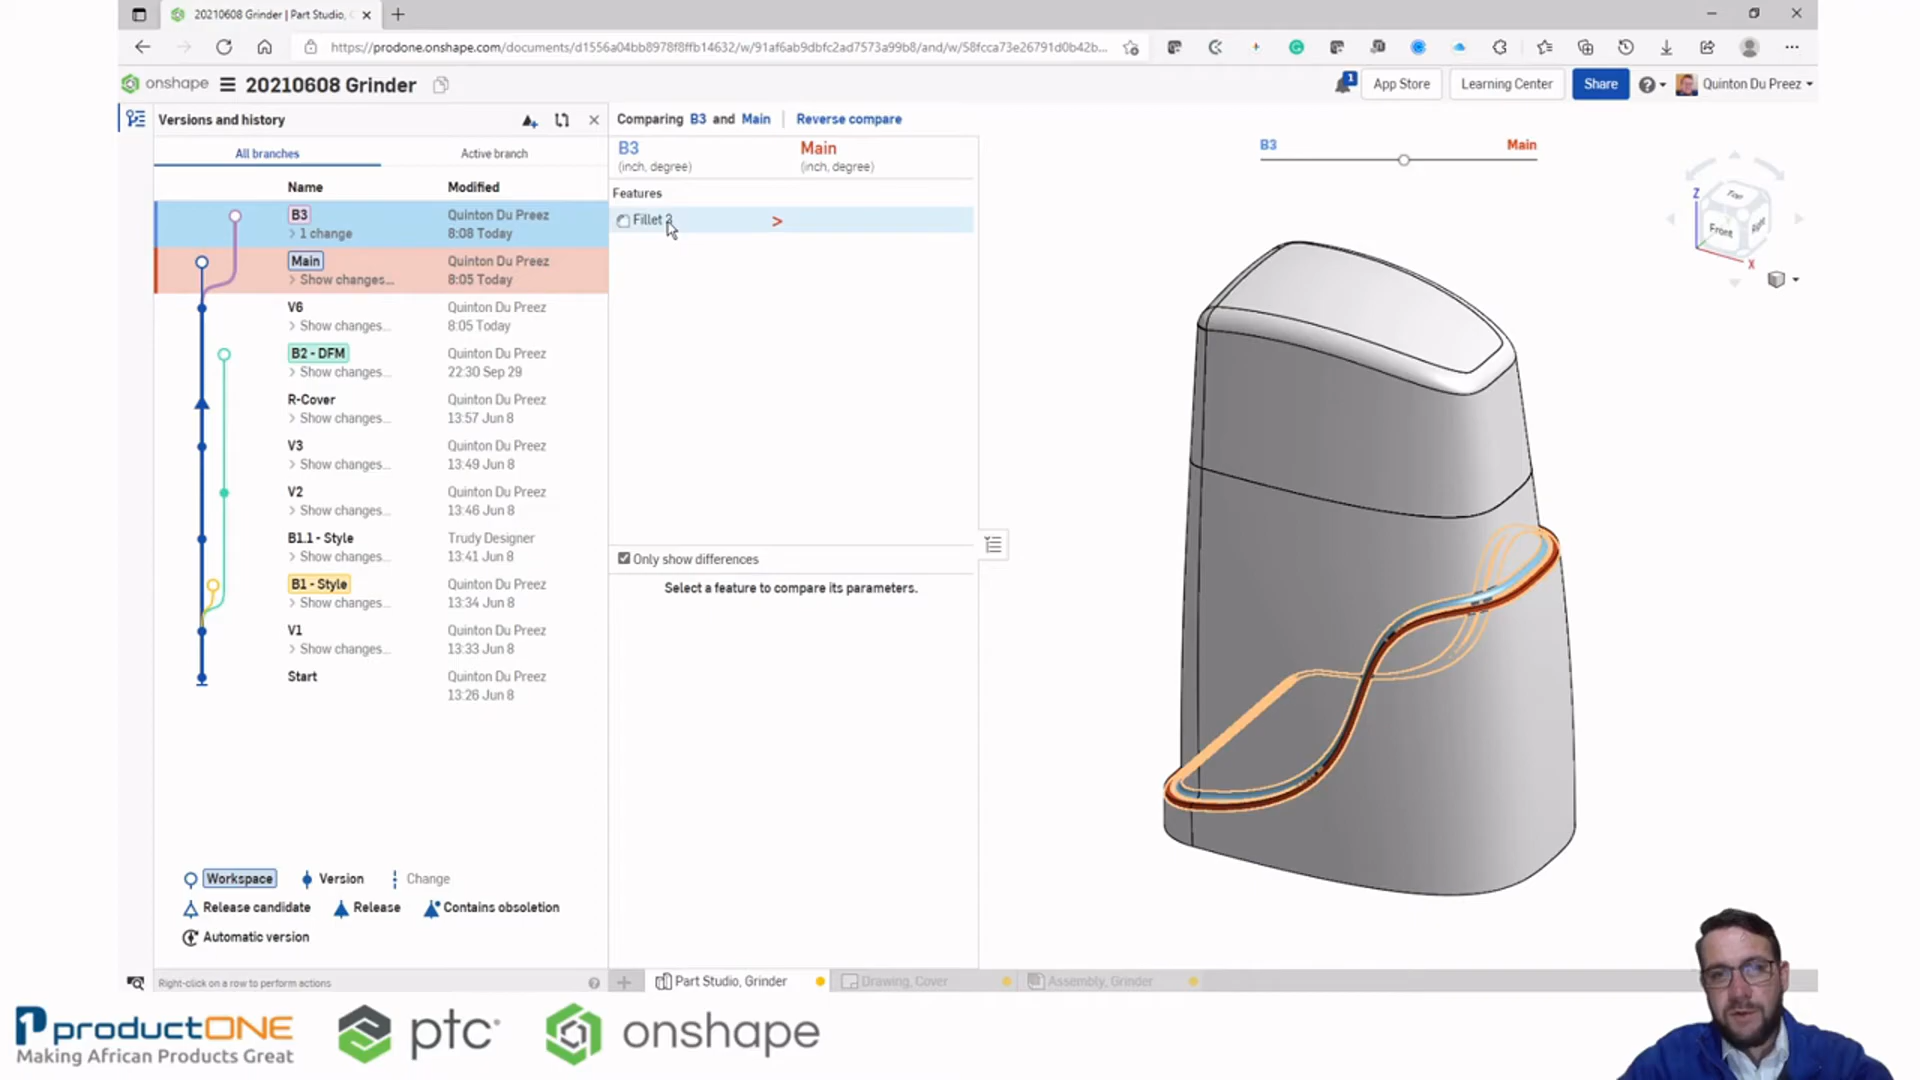 20210608 Grinder | Part Studio,
https://prodone.onshape.com/documents/d1556a04bb8978f8ffb14632/w/91af6ab9dbfc2ad7573a99b8/and/w/58fcca73e26791d0b42b...
onshape 20210608 Grinder
1 App Store Learning Center Share Quinton Du Preez
Versions and history
Comparing B3 and Main Reverse compare
All branches Active branch
B3 Main
(inch, degree) (inch, degree)
B3 Main
Name Modified
Features
B3 Quinton Du Preez
> 1 change 8:08 Today
Fillet 2 >
Main Quinton Du Preez
> Show changes... 8:05 Today
V6 Quinton Du Preez
> Show changes... 8:05 Today
B2 - DFM Quinton Du Preez
> Show changes... 22:30 Sep 29
R-Cover Quinton Du Preez
> Show changes... 13:57 Jun 8
V3 Quinton Du Preez
> Show changes... 13:49 Jun 8
V2 Quinton Du Preez
> Show changes... 13:46 Jun 8
B1.1 - Style Trudy Designer
> Show changes... 13:41 Jun 8
B1 - Style Quinton Du Preez
> Show changes... 13:34 Jun 8
V1 Quinton Du Preez
> Show changes... 13:33 Jun 8
Start Quinton Du Preez
13:26 Jun 8
Only show differences
Select a feature to compare its parameters.
Z Top Front Right X
Workspace Version Change
Release candidate Release Contains obsoletion
Automatic version
Right-click on a row to perform actions
Part Studio, Grinder Drawing, Cover Assembly, Grinder
productONE ptc onshape
Making African Products Great